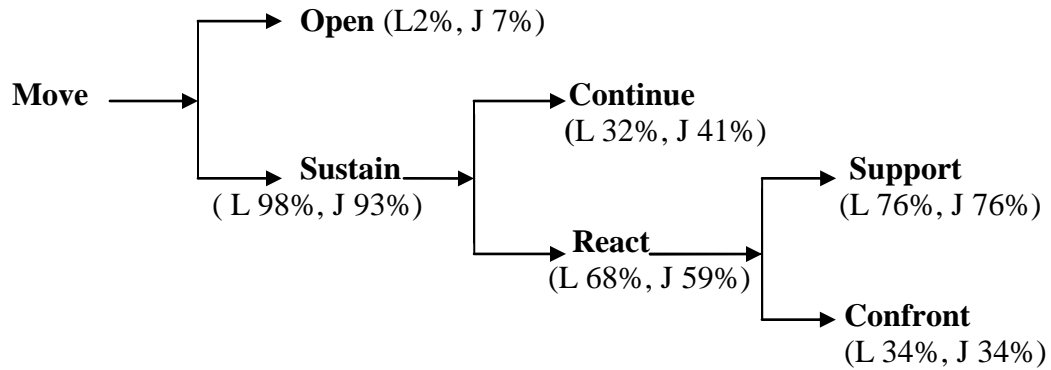 Open (L2%, J 7%)
Move
Continue
(L 32%, J 41%)
Sustain
( L 98%, J 93%)
Support
(L 76%, J 76%)
React
(L 68%, J 59%)
Confront
(L 34%, J 34%)